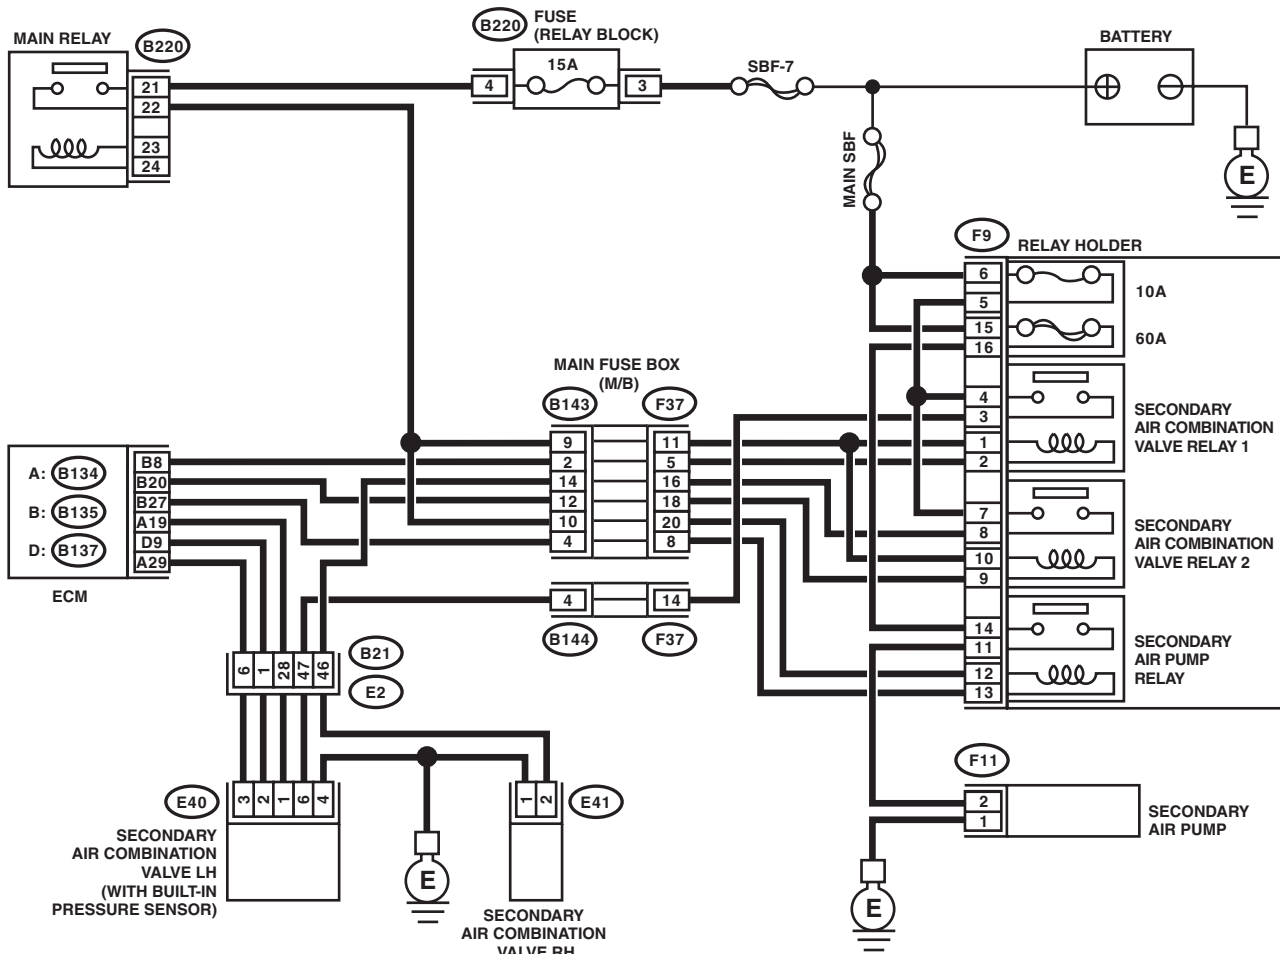 MAIN RELAY
B220
21
22
23
24
B220
FUSE
(RELAY BLOCK)
15A
4
3
SBF-7
BATTERY
E
MAIN SBF
F9
RELAY HOLDER
6
5
15
16
4
3
1
2
7
8
10
9
14
11
12
13
10A
60A
SECONDARY
AIR COMBINATION
VALVE RELAY 1
SECONDARY
AIR COMBINATION
VALVE RELAY 2
SECONDARY
AIR PUMP
RELAY
MAIN FUSE BOX
(M/B)
B143
F37
9
11
2
5
14
16
12
18
10
20
4
8
4
14
B144
F37
A: B134
B: B135
D: B137
ECM
B8
B20
B27
A19
D9
A29
6
1
28
47
46
B21
E2
E40
3
2
1
6
4
SECONDARY
AIR COMBINATION
VALVE LH
(WITH BUILT-IN
PRESSURE SENSOR)
E
1
2
E41
SECONDARY
AIR COMBINATION
VALVE RH
F11
2
1
SECONDARY
AIR PUMP
E